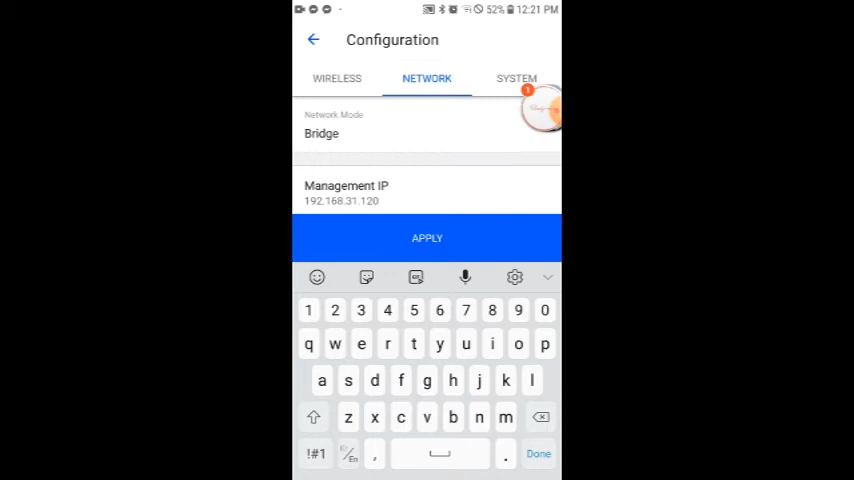 52% 12:21 PM
Configuration
WIRELESS NETWORK SYSTEM
1
Network Mode
Bridge
Management IP
192.168.31.120
APPLY
1 2 3 4 5 6 7 8 9 0
q w e r t y u i o p
a s d f g h j k l
z x c v b n m
!#1 En , . Done